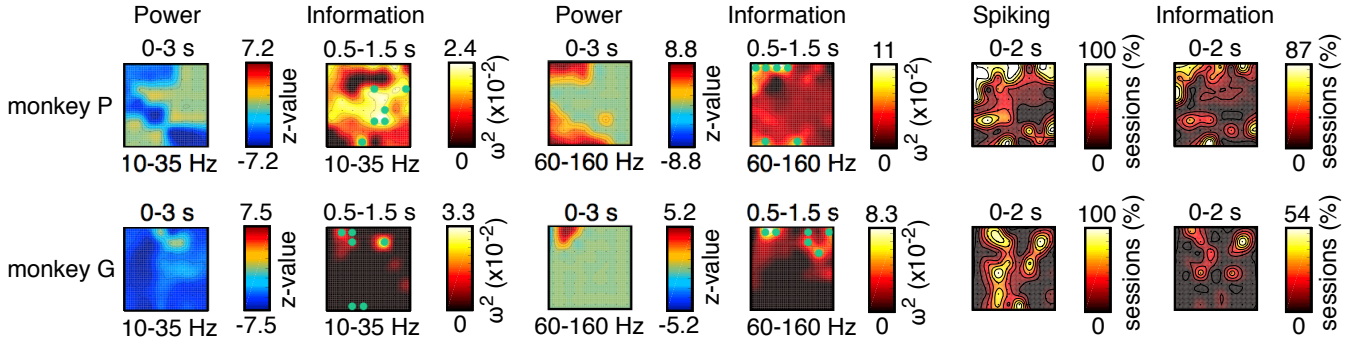 Power Information Power Information Spiking Information
0-3 s 7.2 0.5-1.5 s 2.4 0-3 s 8.8 0.5-1.5 s 11 0-2 s 100 0-2 s 87
monkey P z-value ω² (x10⁻²) z-value ω² (x10⁻²) sessions (%) sessions (%)
10-35 Hz -7.2 10-35 Hz 0 60-160 Hz -8.8 60-160 Hz 0 0 0
0-3 s 7.5 0.5-1.5 s 3.3 0-3 s 5.2 0.5-1.5 s 8.3 0-2 s 100 0-2 s 54
monkey G z-value ω² (x10⁻²) z-value ω² (x10⁻²) sessions (%) sessions (%)
10-35 Hz -7.5 10-35 Hz 0 60-160 Hz -5.2 60-160 Hz 0 0 0